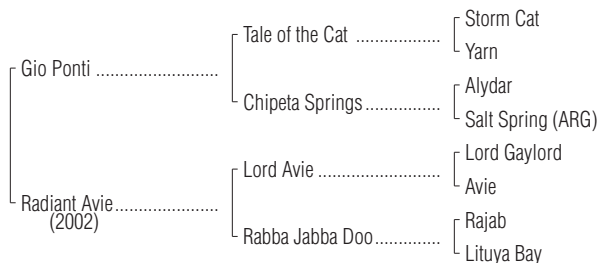 Storm Cat
Tale of the Cat ..................
Yarn
Gio Ponti ..........................
Alydar
Chipeta Springs ................
Salt Spring (ARG)
Lord Gaylord
Lord Avie ..........................
Avie
Radiant Avie ......................
(2002)
Rajab
Rabba Jabba Doo ..............
Lituya Bay